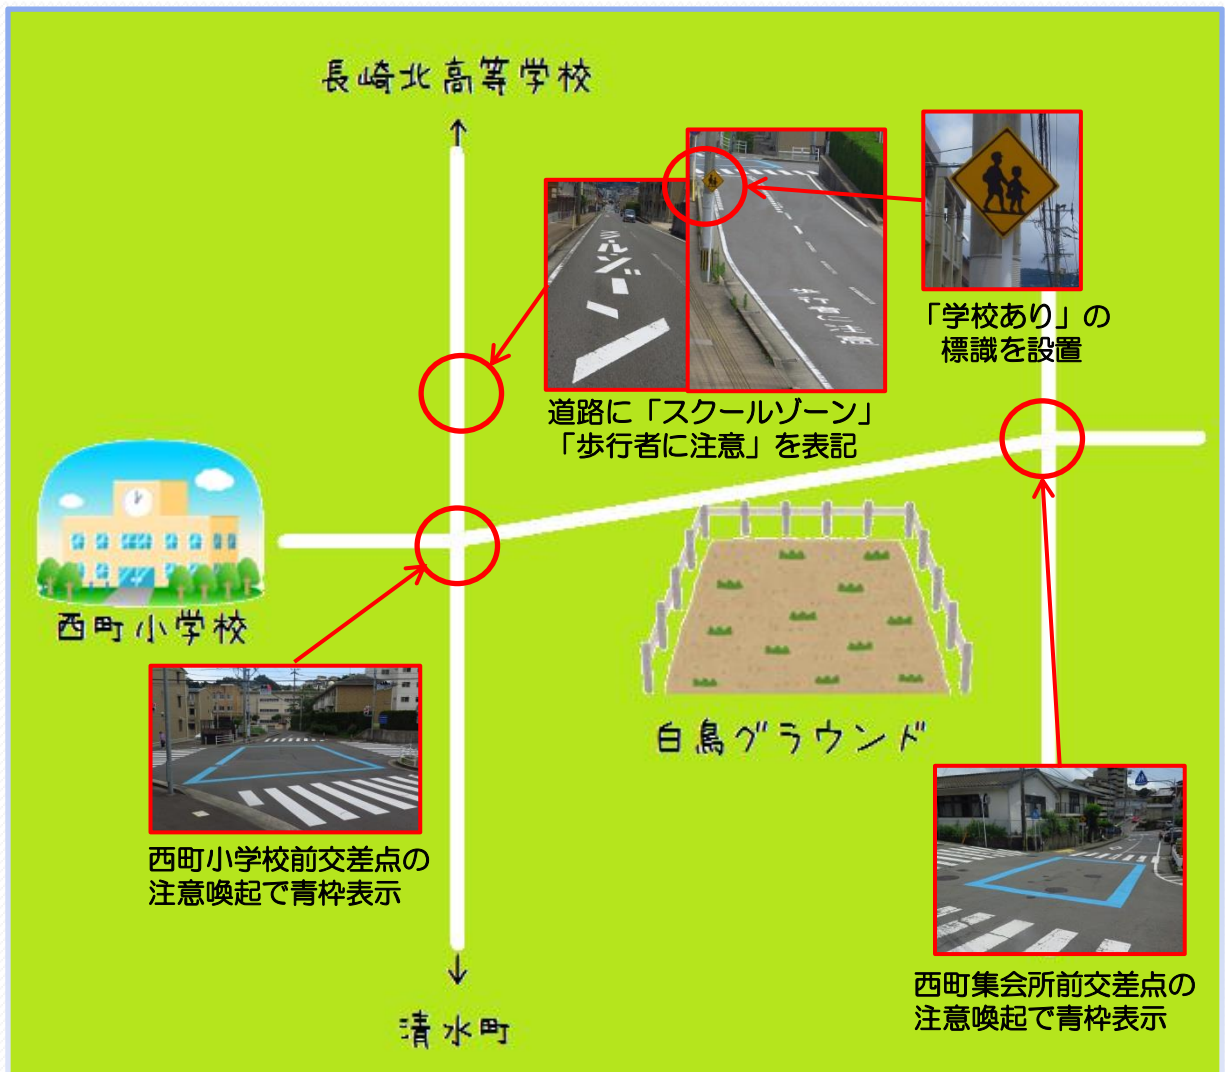 長崎北高等学校
スクールゾーン
歩行者に注意
「学校あり」の
標識を設置
道路に「スクールゾーン」
「歩行者に注意」を表記
西町小学校
白鳥グラウンド
西町小学校前交差点の
注意喚起で青枠表示
西町集会所前交差点の
注意喚起で青枠表示
清水町